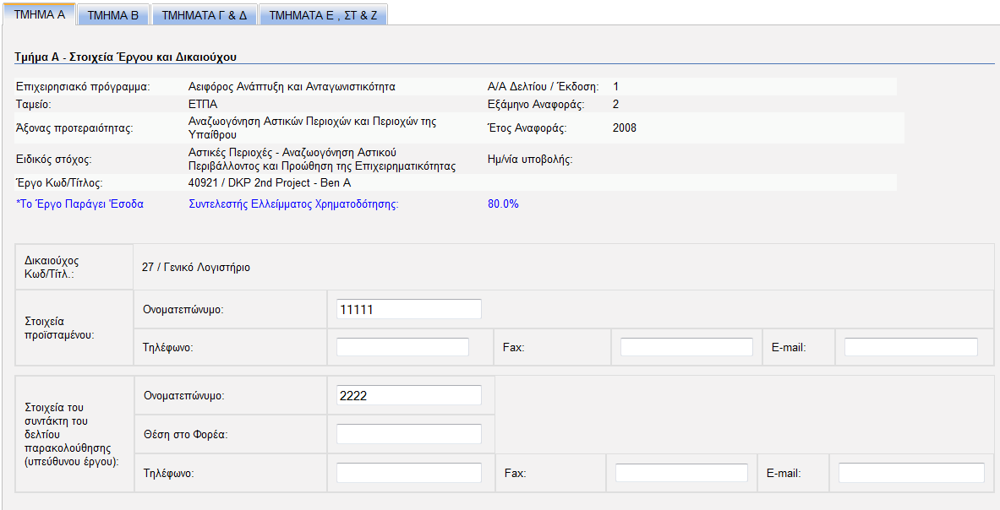 ΤΜΗΜΑ Α ΤΜΗΜΑ Β ΤΜΗΜΑΤΑ Γ & Δ ΤΜΗΜΑΤΑ Ε , ΣΤ & Ζ
Τμήμα Α - Στοιχεία Έργου και Δικαιούχου
Επιχειρησιακό πρόγραμμα: Αειφόρος Ανάπτυξη και Ανταγωνιστικότητα Α/Α Δελτίου / Έκδοση: 1
Ταμείο: ΕΤΠΑ Εξάμηνο Αναφοράς: 2
Άξονας προτεραιότητας: Αναζωογόνηση Αστικών Περιοχών και Περιοχών της
Υπαίθρου Έτος Αναφοράς: 2008
Ειδικός στόχος: Αστικές Περιοχές - Αναζωογόνηση Αστικού
Περιβάλλοντος και Προώθηση της Επιχειρηματικότητας Ημ/νία υποβολής:
Έργο Κωδ/Τίτλος: 40921 / DKP 2nd Project - Ben A
*Το Έργο Παράγει Έσοδα Συντελεστής Ελλείμματος Χρηματοδότησης: 80.0%
Δικαιούχος
Κωδ/Τίτλ.: 27 / Γενικό Λογιστήριο
Στοιχεία
προϊσταμένου:
Ονοματεπώνυμο: 11111
Τηλέφωνο: Fax: E-mail:
Στοιχεία του
συντάκτη του
δελτίου
παρακολούθησης
(υπεύθυνου έργου):
Ονοματεπώνυμο: 2222
Θέση στο Φορέα:
Τηλέφωνο: Fax: E-mail: